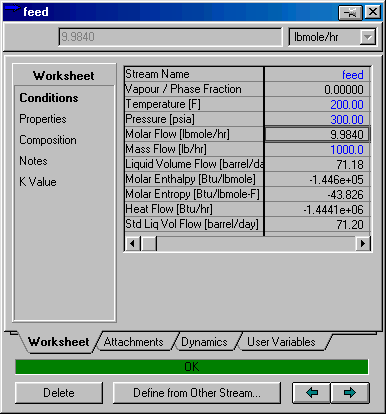 feed
9.9840 lbmole/hr
Worksheet
Conditions
Properties
Composition
Notes
K Value
Stream Name feed
Vapour / Phase Fraction 0.00000
Temperature [F] 200.00
Pressure [psia] 300.00
Molar Flow [lbmole/hr] 9.9840
Mass Flow [lb/hr] 1000.0
Liquid Volume Flow [barrel/da 71.18
Molar Enthalpy [Btu/lbmole] -1.446e+05
Molar Entropy [Btu/lbmole-F] -43.826
Heat Flow [Btu/hr] -1.4441e+06
Std Liq Vol Flow [barrel/day] 71.20
Worksheet Attachments Dynamics User Variables
OK
Delete Define from Other Stream...